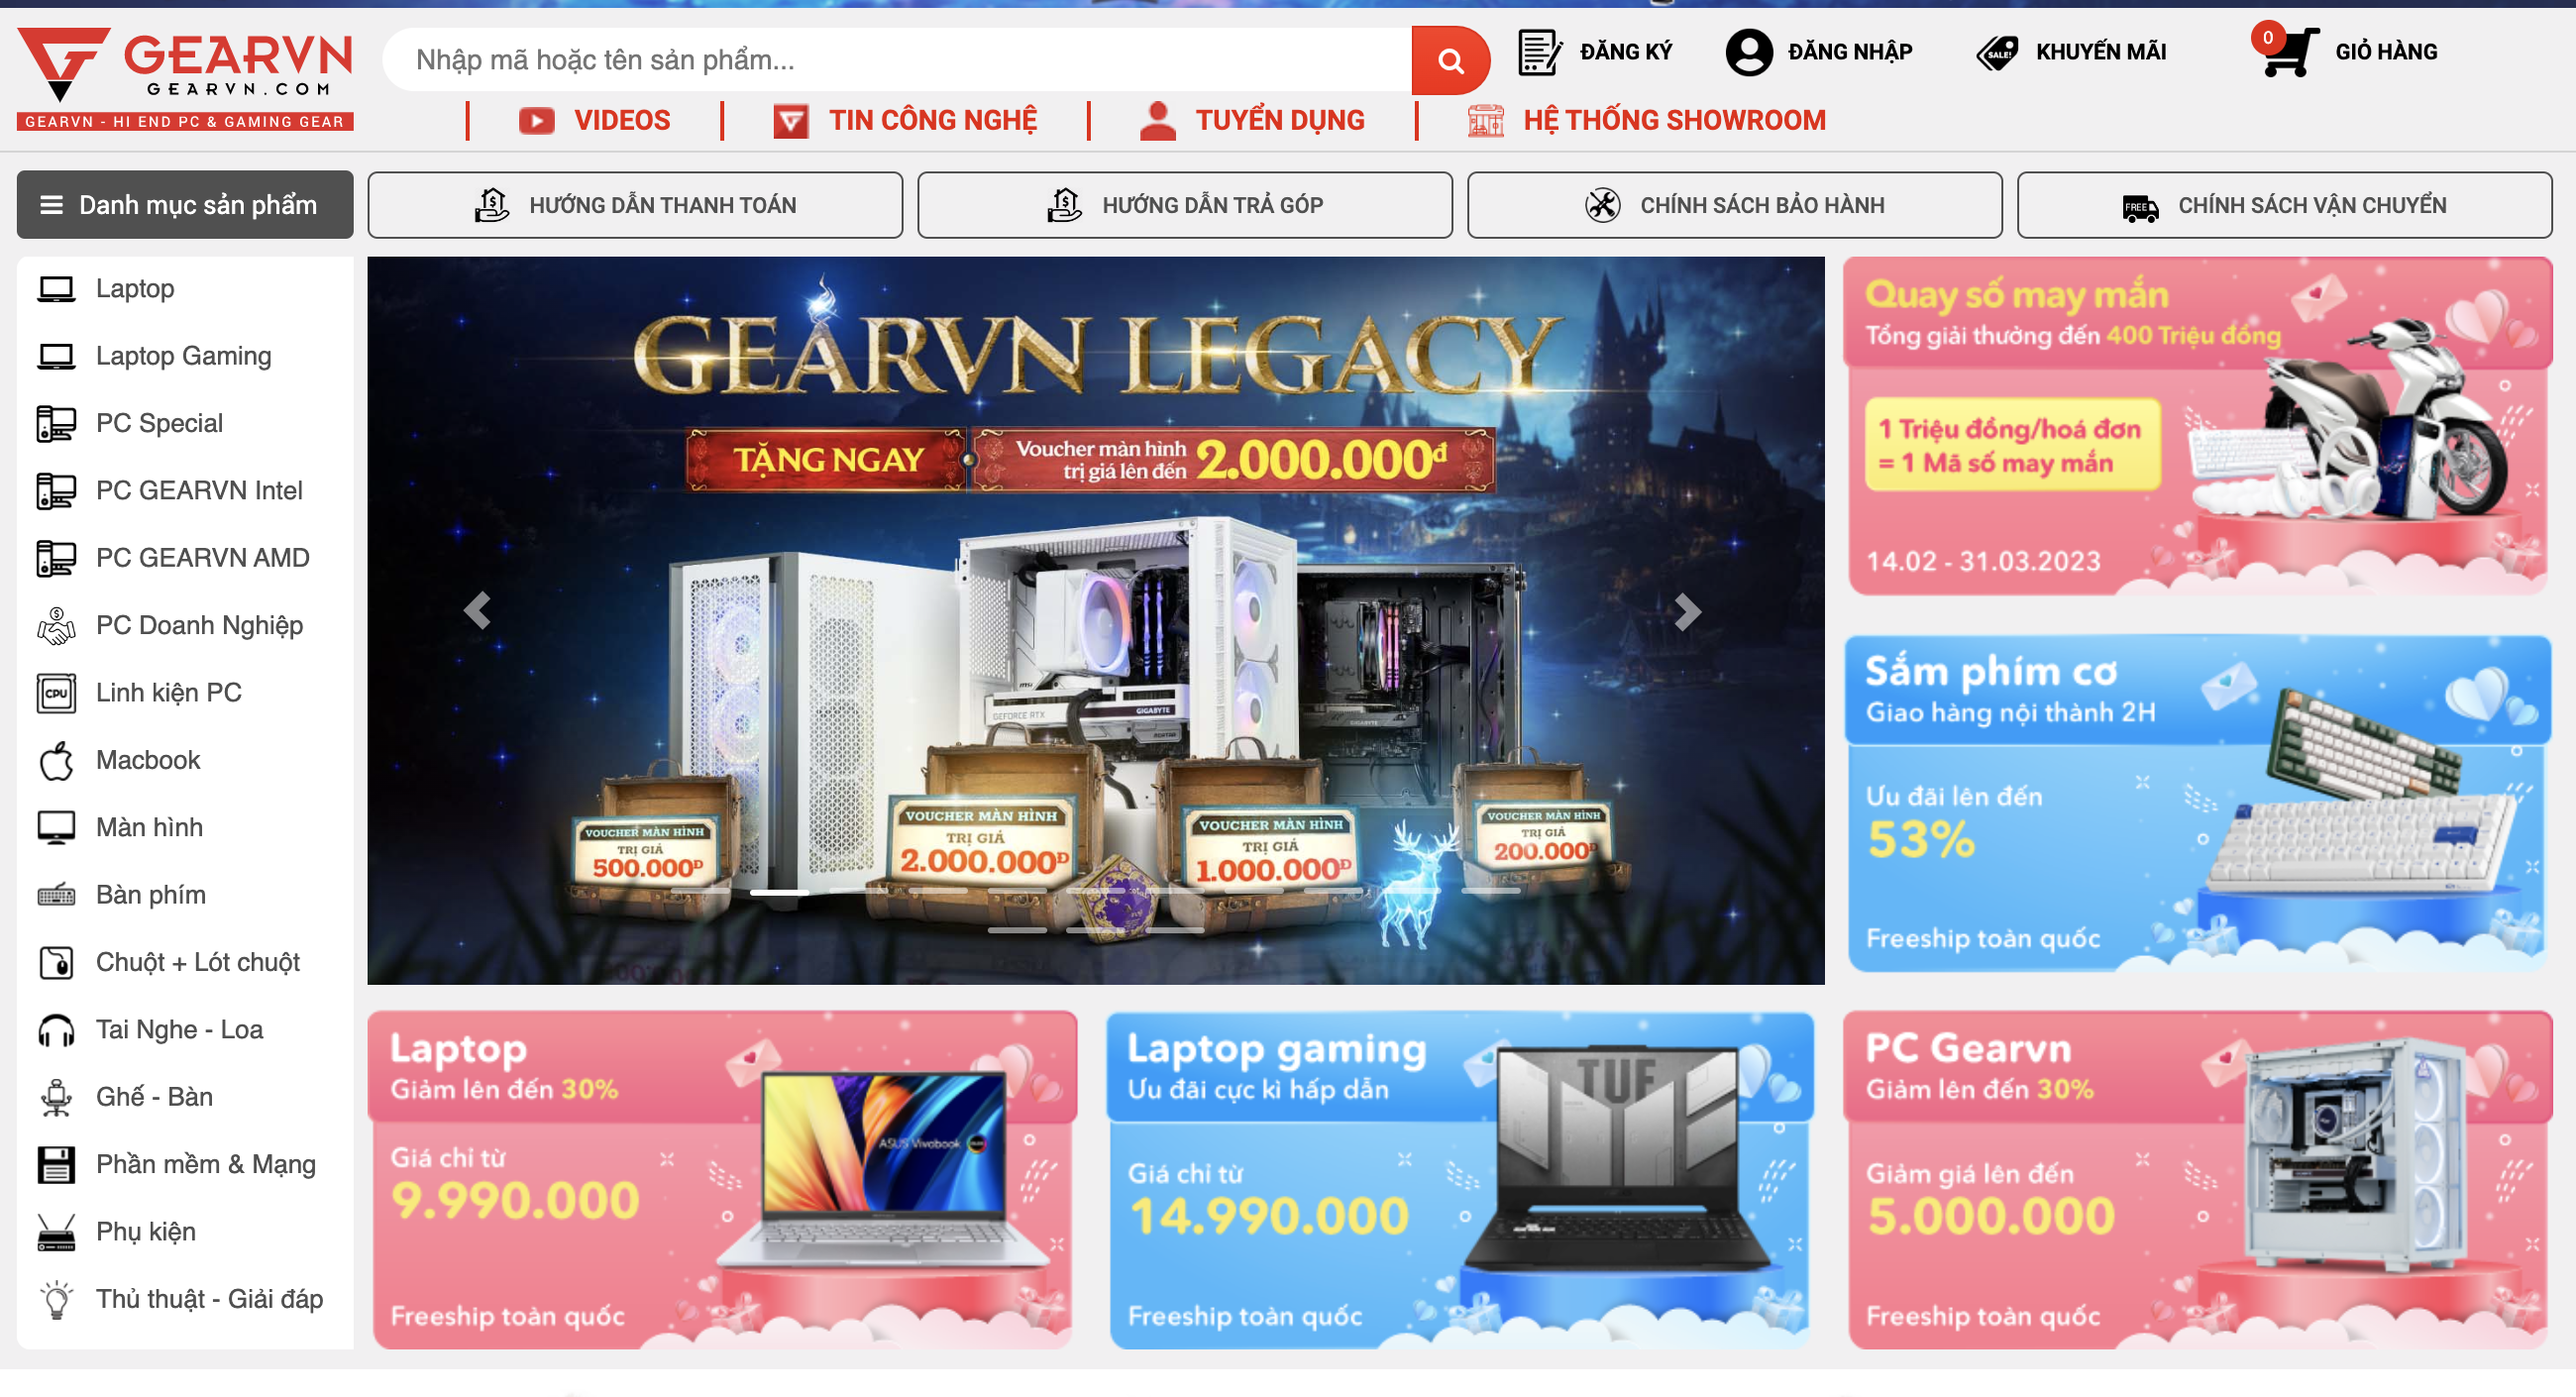 GEARVN
GEARVN.COM
GEARVN - HI END PC & GAMING GEAR
Nhập mã hoặc tên sản phẩm...
ĐĂNG KÝ
ĐĂNG NHẬP
SALE!
KHUYẾN MÃI
0
GIỎ HÀNG
VIDEOS
TIN CÔNG NGHỆ
TUYỂN DỤNG
HỆ THỐNG SHOWROOM
Danh mục sản phẩm
HƯỚNG DẪN THANH TOÁN
HƯỚNG DẪN TRẢ GÓP
CHÍNH SÁCH BẢO HÀNH
FREE
CHÍNH SÁCH VẬN CHUYỂN
Laptop
Laptop Gaming
PC Special
PC GEARVN Intel
PC GEARVN AMD
PC Doanh Nghiệp
CPU
Linh kiện PC
Macbook
Màn hình
Bàn phím
Chuột + Lót chuột
Tai Nghe - Loa
Ghế - Bàn
Phần mềm & Mạng
Phụ kiện
Thủ thuật - Giải đáp
GEARVN LEGACY
TẶNG NGAY
Voucher màn hình
trị giá lên đến
2.000.000đ
GEFORCE RTX
GIGABYTE
VOUCHER MÀN HÌNH
TRỊ GIÁ
500.000Đ
VOUCHER MÀN HÌNH
TRỊ GIÁ
2.000.000Đ
VOUCHER MÀN HÌNH
TRỊ GIÁ
1.000.000Đ
VOUCHER MÀN HÌNH
TRỊ GIÁ
200.000Đ
Quay số may mắn
Tổng giải thưởng đến 400 Triệu đồng
1 Triệu đồng/hoá đơn
= 1 Mã số may mắn
14.02 - 31.03.2023
Sắm phím cơ
Giao hàng nội thành 2H
Ưu đãi lên đến
53%
Freeship toàn quốc
Laptop
Giảm lên đến 30%
Giá chỉ từ
9.990.000
ASUS Vivobook
Freeship toàn quốc
Laptop gaming
Ưu đãi cực kì hấp dẫn
Giá chỉ từ
14.990.000
TUF
Freeship toàn quốc
PC Gearvn
Giảm lên đến 30%
Giảm giá lên đến
5.000.000
Freeship toàn quốc